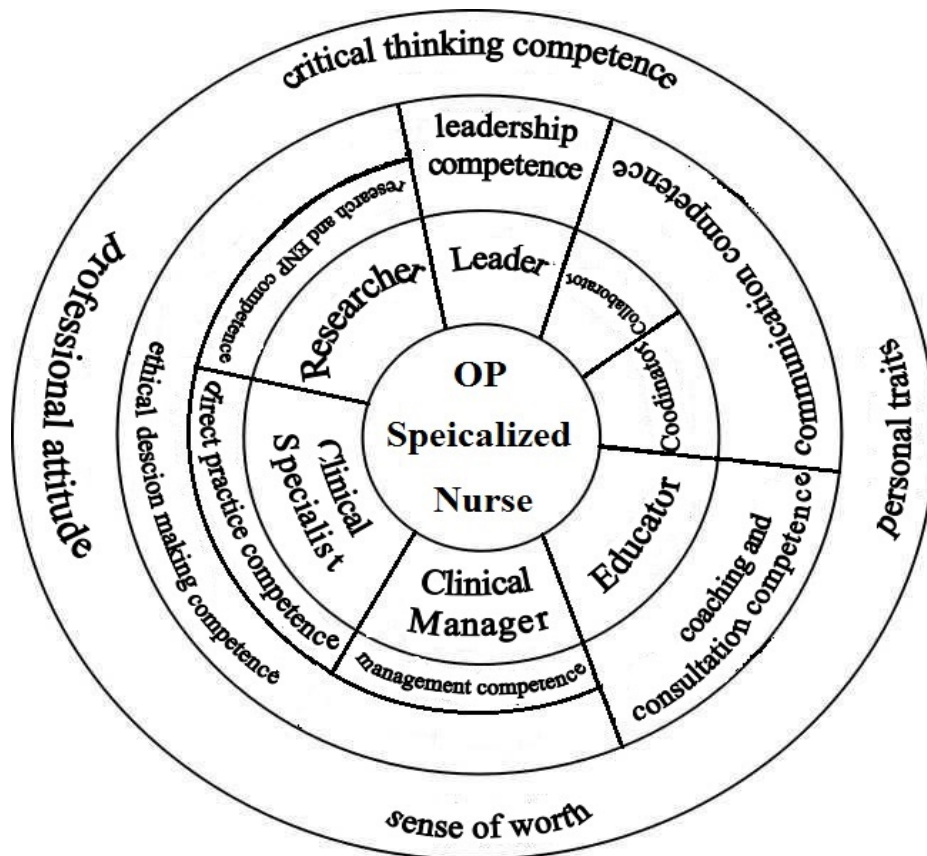 critical thinking competence
professional attitude
personal traits
sense of worth
leadership
competence
communication competence
coaching and
consultation competence
management competence
direct practice competence
ethical descion making competence
research and ENP competence
Leader
Collaborator
Coodinator
Educator
Clinical
Manager
Clinical
Specialist
Researcher
OP
Speicalized
Nurse